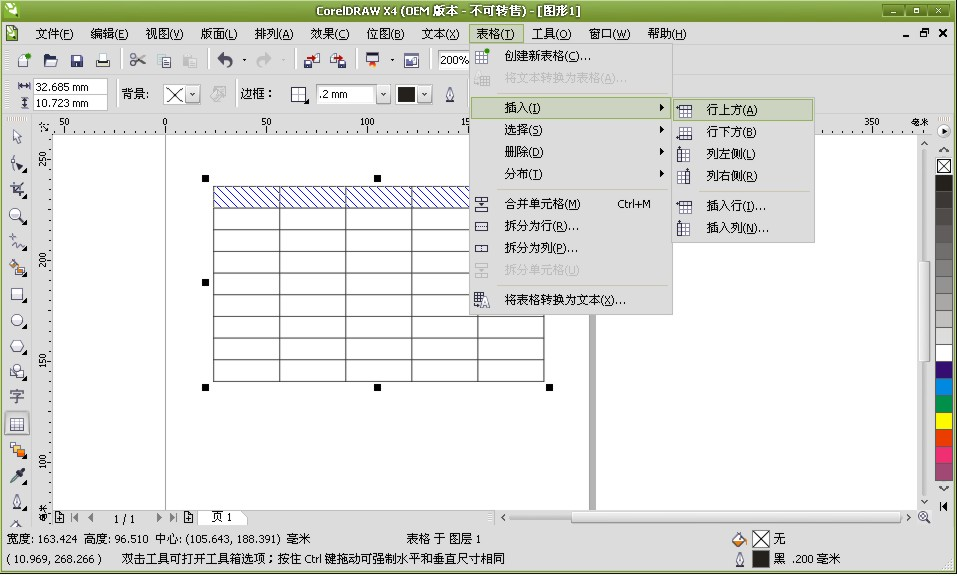 CorelDRAW X4 (OEM 版本 - 不可转售) - [图形1]
文件(F) 编辑(E) 视图(V) 版面(L) 排列(A) 效果(C) 位图(B) 文本(X) 表格(T) 工具(O) 窗口(W) 帮助(H)
200%
32.685 mm
10.723 mm
背景: 边框: .2 mm
创建新表格(C)...
将文本转换为表格(A)...
插入(I)
选择(S)
删除(D)
分布(T)
合并单元格(M) Ctrl+M
拆分为行(R)...
拆分为列(P)...
拆分单元格(U)
将表格转换为文本(X)...
行上方(A)
行下方(B)
列左侧(L)
列右侧(R)
插入行(I)...
插入列(N)...
50 0 50 100 350 毫米
250
200
150
100
字
1 / 1 页 1
宽度: 163.424 高度: 96.510 中心: (105.643, 188.391) 毫米 表格 于 图层 1 无
( 10.969, 268.266 ) 双击工具可打开工具箱选项；按住 Ctrl 键拖动可强制水平和垂直尺寸相同 黑 .200 毫米